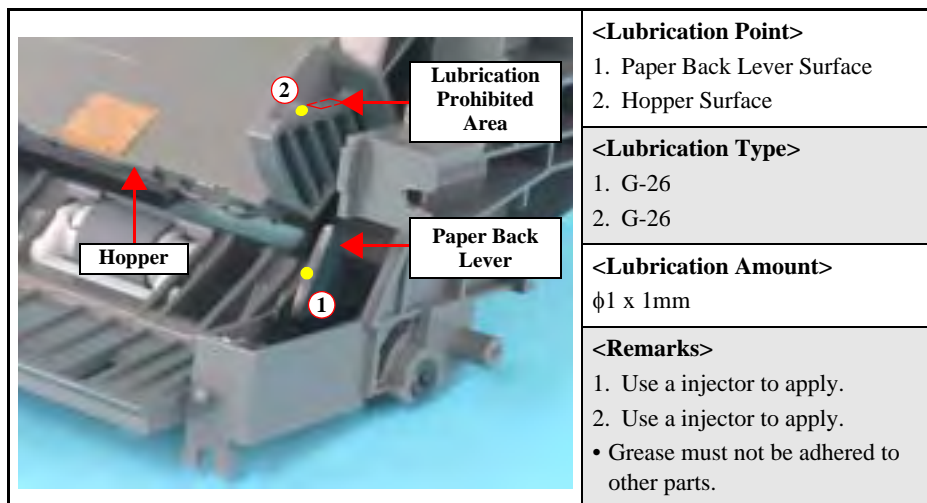 2
Lubrication
Prohibited
Area
Hopper
Paper Back
Lever
1
<Lubrication Point>
1. Paper Back Lever Surface
2. Hopper Surface
<Lubrication Type>
1. G-26
2. G-26
<Lubrication Amount>
ϕ1 x 1mm
<Remarks>
1. Use a injector to apply.
2. Use a injector to apply.
• Grease must not be adhered to
other parts.